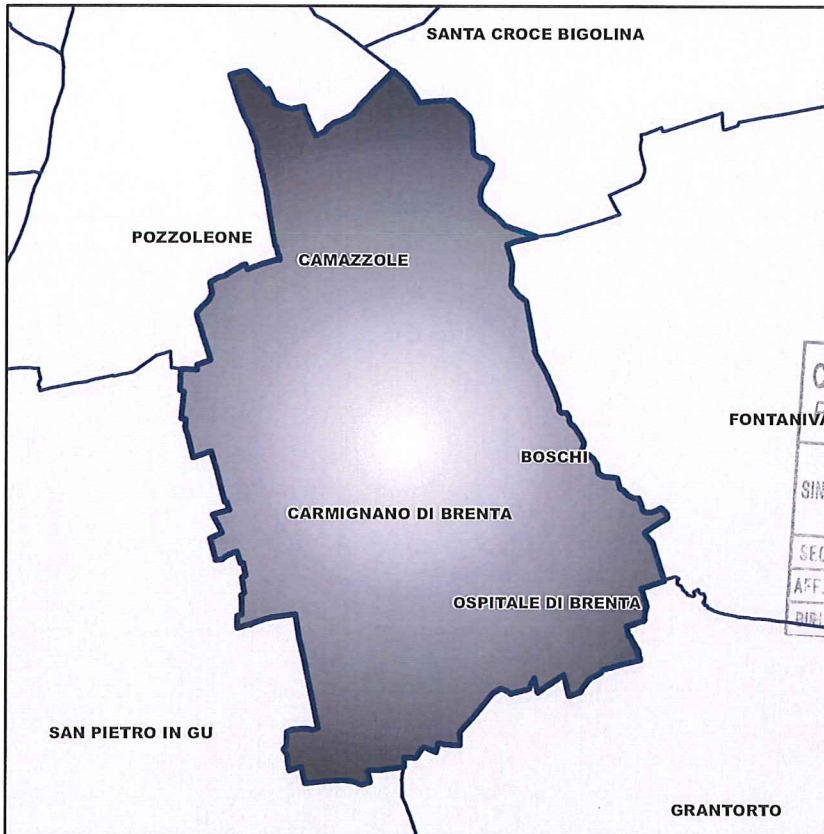 SANTA CROCE BIGOLINA
POZZOLEONE
CAMAZZOLE
FONTANIVA
BOSCHI
CARMIGNANO DI BRENTA
OSPITALE DI BRENTA
SAN PIETRO IN GU
GRANTORTO